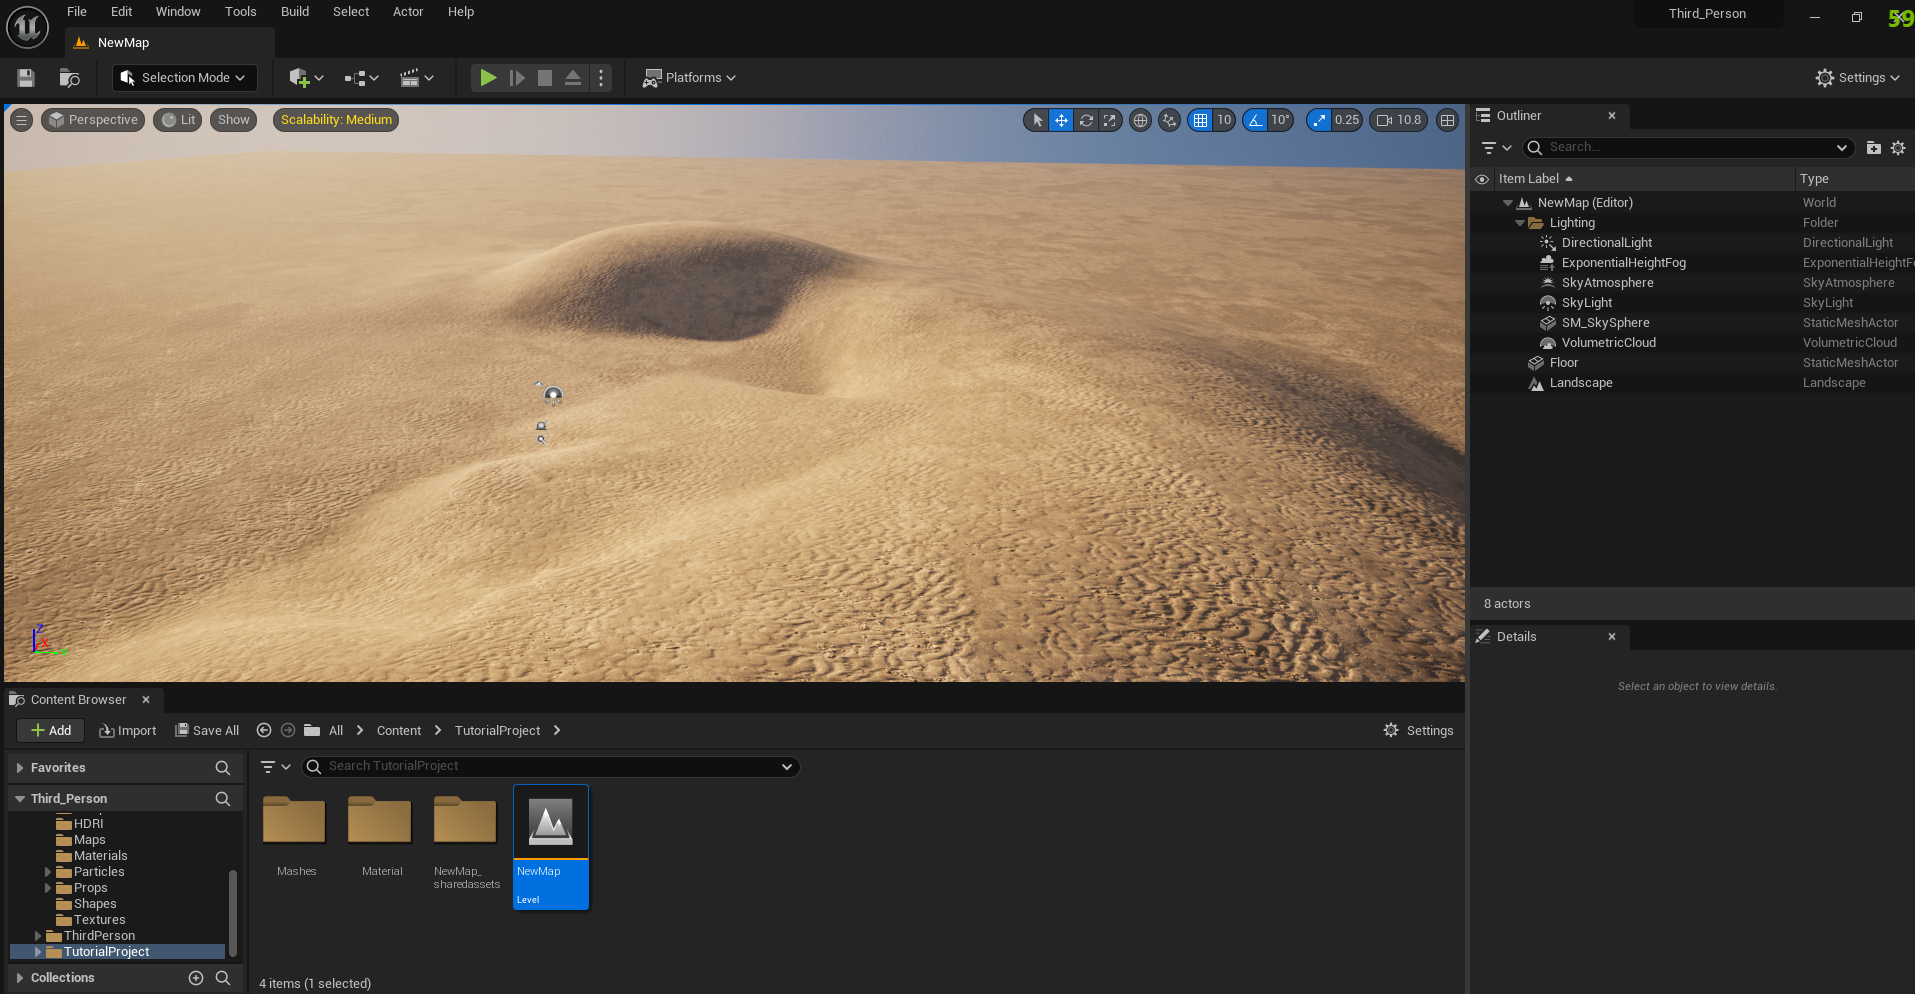 File Edit Window Tools Build Select Actor Help
Third_Person
59
NewMap
Selection Mode
Platforms
Settings
Perspective Lit Show Scalability: Medium
10 10° 0.25 10.8
Outliner
Search...
Item Label Type
NewMap (Editor) World
Lighting Folder
DirectionalLight DirectionalLight
ExponentialHeightFog ExponentialHeightF
SkyAtmosphere SkyAtmosphere
SkyLight SkyLight
SM_SkySphere StaticMeshActor
VolumetricCloud VolumetricCloud
Floor StaticMeshActor
Landscape Landscape
8 actors
Details
Select an object to view details.
Z
X
Y
Content Browser
Add Import Save All All Content TutorialProject Settings
Favorites
Third_Person
HDRI
Maps
Materials
Particles
Props
Shapes
Textures
ThirdPerson
TutorialProject
Collections
Search TutorialProject
Mashes
Material
NewMap_
sharedassets
NewMap
Level
4 items (1 selected)